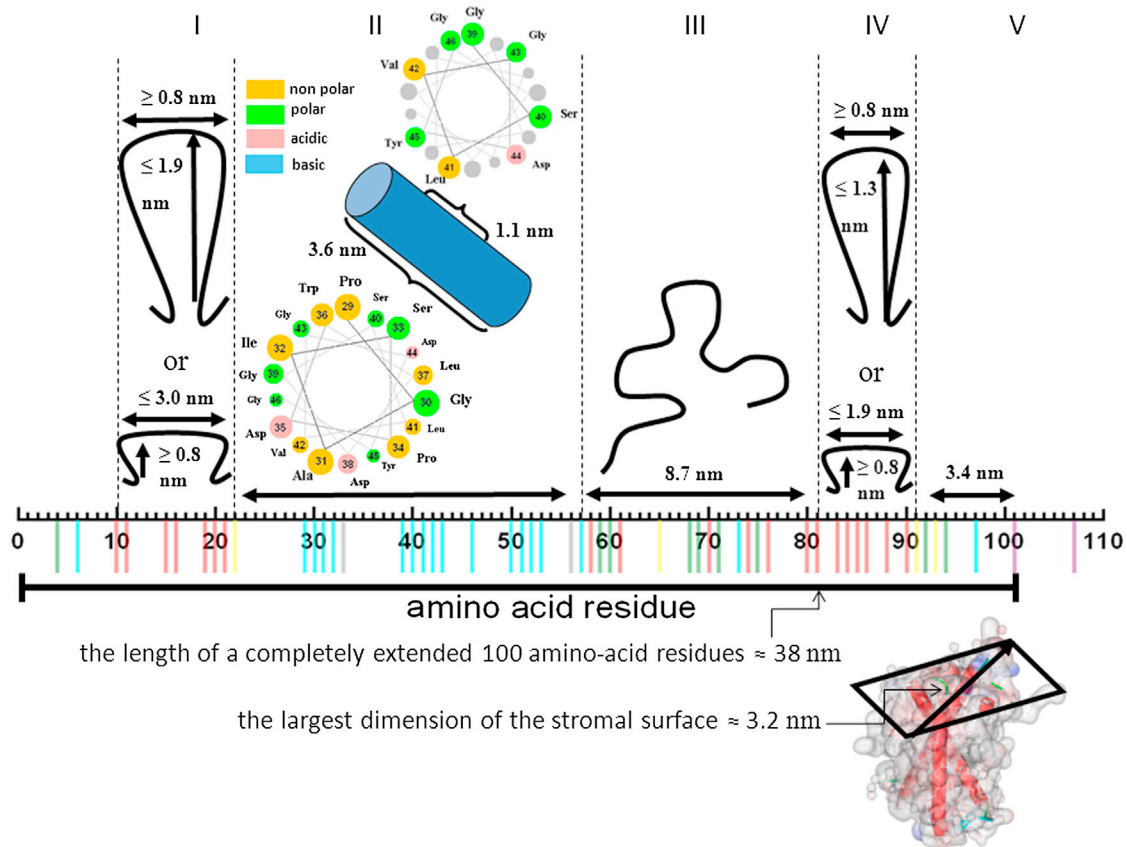 I II III IV V
Gly Gly Gly Val Ser Tyr Leu Asp
46 39 43 42 40 45 41 44
non polar
polar
acidic
basic
≥ 0.8 nm
≤ 1.9
nm
or
≤ 3.0 nm
≥ 0.8
nm
1.1 nm
3.6 nm
Pro Trp Ser Ser Gly Asp Ile Leu Gly Gly Gly Leu Asp Val Pro Ala Asp Tyr
29 36 40 33 43 44 32 37 39 46 30 35 41 42 34 31 38 45
8.7 nm
≥ 0.8 nm
≤ 1.3
nm
or
≤ 1.9 nm
≥ 0.8
nm
3.4 nm
0 10 20 30 40 50 60 70 80 90 100 110
amino acid residue
the length of a completely extended 100 amino-acid residues ≈ 38 nm
the largest dimension of the stromal surface ≈ 3.2 nm